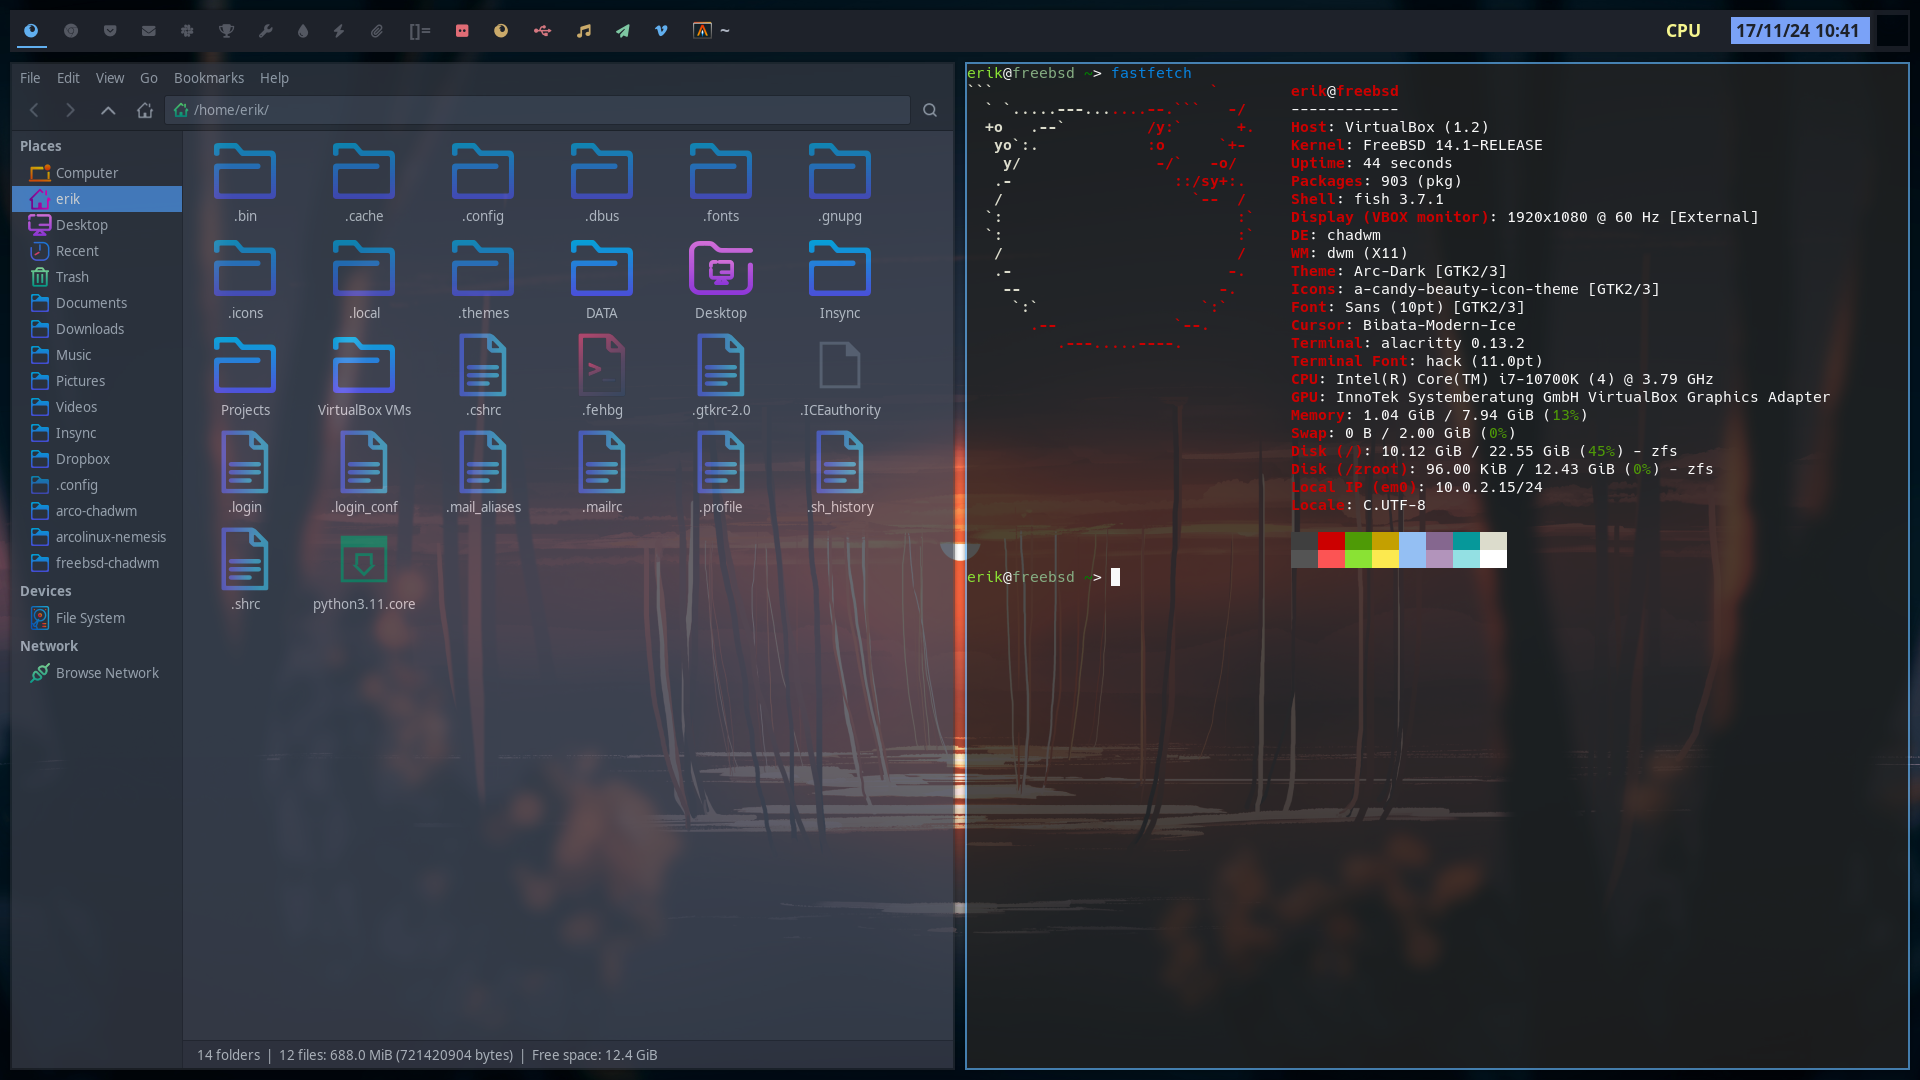 []= ~ CPU 17/11/24 10:41
File Edit View Go Bookmarks Help
/home/erik/
Places
Computer
erik
Desktop
Recent
Trash
Documents
Downloads
Music
Pictures
Videos
Insync
Dropbox
.config
arco-chadwm
arcolinux-nemesis
freebsd-chadwm
Devices
File System
Network
Browse Network
.bin .cache .config .dbus .fonts .gnupg
.icons .local .themes DATA Desktop Insync
Projects VirtualBox VMs .cshrc .fehbg .gtkrc-2.0 .ICEauthority
.login .login_conf .mail_aliases .mailrc .profile .sh_history
.shrc python3.11.core
14 folders | 12 files: 688.0 MiB (721420904 bytes) | Free space: 12.4 GiB
erik@freebsd ~> fastfetch
erik@freebsd
------------
Host: VirtualBox (1.2)
Kernel: FreeBSD 14.1-RELEASE
Uptime: 44 seconds
Packages: 903 (pkg)
Shell: fish 3.7.1
Display (VBOX monitor): 1920x1080 @ 60 Hz [External]
DE: chadwm
WM: dwm (X11)
Theme: Arc-Dark [GTK2/3]
Icons: a-candy-beauty-icon-theme [GTK2/3]
Font: Sans (10pt) [GTK2/3]
Cursor: Bibata-Modern-Ice
Terminal: alacritty 0.13.2
Terminal Font: hack (11.0pt)
CPU: Intel(R) Core(TM) i7-10700K (4) @ 3.79 GHz
GPU: InnoTek Systemberatung GmbH VirtualBox Graphics Adapter
Memory: 1.04 GiB / 7.94 GiB (13%)
Swap: 0 B / 2.00 GiB (0%)
Disk (/): 10.12 GiB / 22.55 GiB (45%) - zfs
Disk (/zroot): 96.00 KiB / 12.43 GiB (0%) - zfs
Local IP (em0): 10.0.2.15/24
Locale: C.UTF-8
erik@freebsd ~>